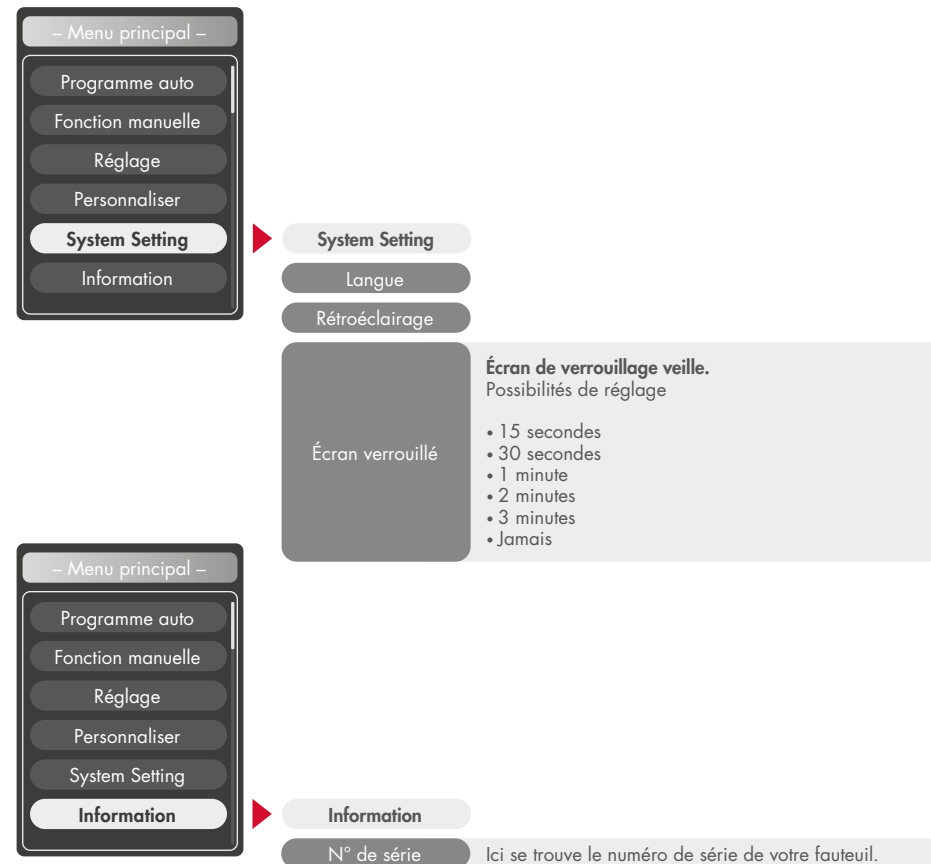 – Menu principal –
Programme auto
Fonction manuelle
Réglage
Personnaliser
System Setting
Information
System Setting
Langue
Rétroéclairage
Écran verrouillé
Écran de verrouillage veille.
Possibilités de réglage
• 15 secondes
• 30 secondes
• 1 minute
• 2 minutes
• 3 minutes
• Jamais
– Menu principal –
Programme auto
Fonction manuelle
Réglage
Personnaliser
System Setting
Information
Information
N° de série
Ici se trouve le numéro de série de votre fauteuil.